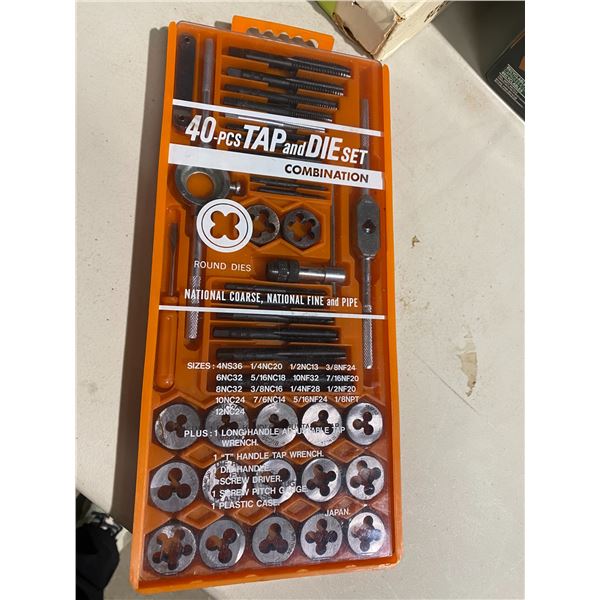 40-PCS TAP and DIE SET
COMBINATION
ROUND DIES
NATIONAL COARSE, NATIONAL FINE and PIPE
SIZES: 4NS36 1/4NC20 1/2NC13 3/8NF24
6NC32 5/16NC18 10NF32 7/16NF20
8NC32 3/8NC16 1/4NF28 1/2NF20
10NC24 7/6NC14 5/16NF24 1/8NPT
12NC24
PLUS: 1 LONG HANDLE ADJUSTABLE TAP
WRENCH.
1 "T" HANDLE TAP WRENCH.
1 DIE HANDLE.
1 SCREW DRIVER.
1 SCREW PITCH GAUGE.
1 PLASTIC CASE.
JAPAN.